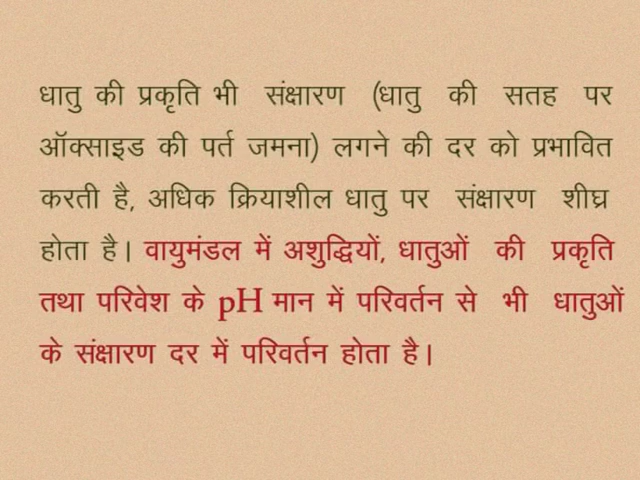 धातु की प्रकृति भी संक्षारण (धातु की सतह पर
ऑक्साइड की पर्त जमना) लगने की दर को प्रभावित
करती है, अधिक क्रियाशील धातु पर संक्षारण शीघ्र
होता है। वायुमंडल में अशुद्धियों, धातुओं की प्रकृति
तथा परिवेश के pH मान में परिवर्तन से भी धातुओं
के संक्षारण दर में परिवर्तन होता है।